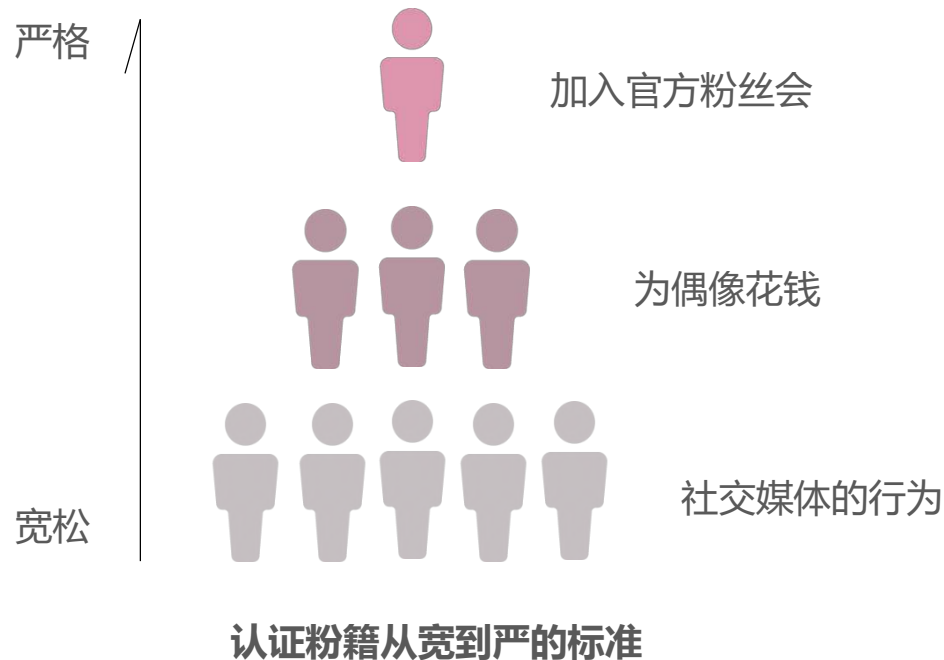 严格
加入官方粉丝会
为偶像花钱
社交媒体的行为
宽松
认证粉籍从宽到严的标准